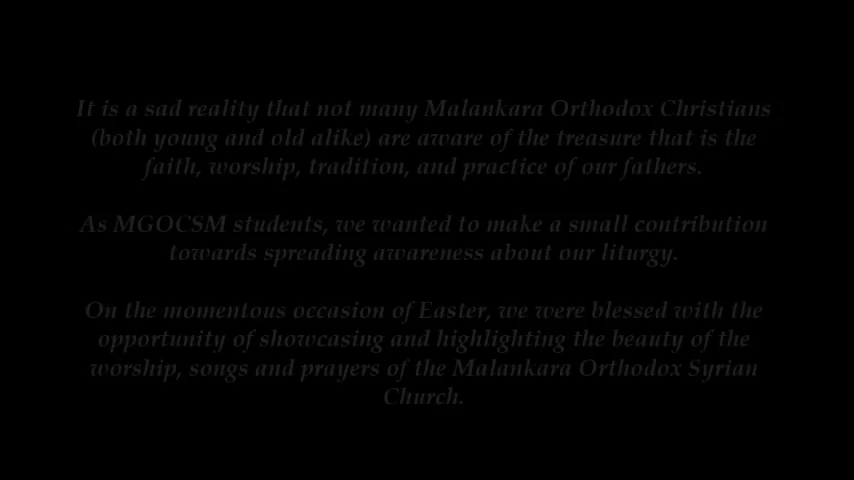 It is a sad reality that not many Malankara Orthodox Christians
(both young and old alike) are aware of the treasure that is the
faith, worship, tradition, and practice of our fathers.
As MGOCSM students, we wanted to make a small contribution
towards spreading awareness about our liturgy.
On the momentous occasion of Easter, we were blessed with the
opportunity of showcasing and highlighting the beauty of the
worship, songs and prayers of the Malankara Orthodox Syrian
Church.